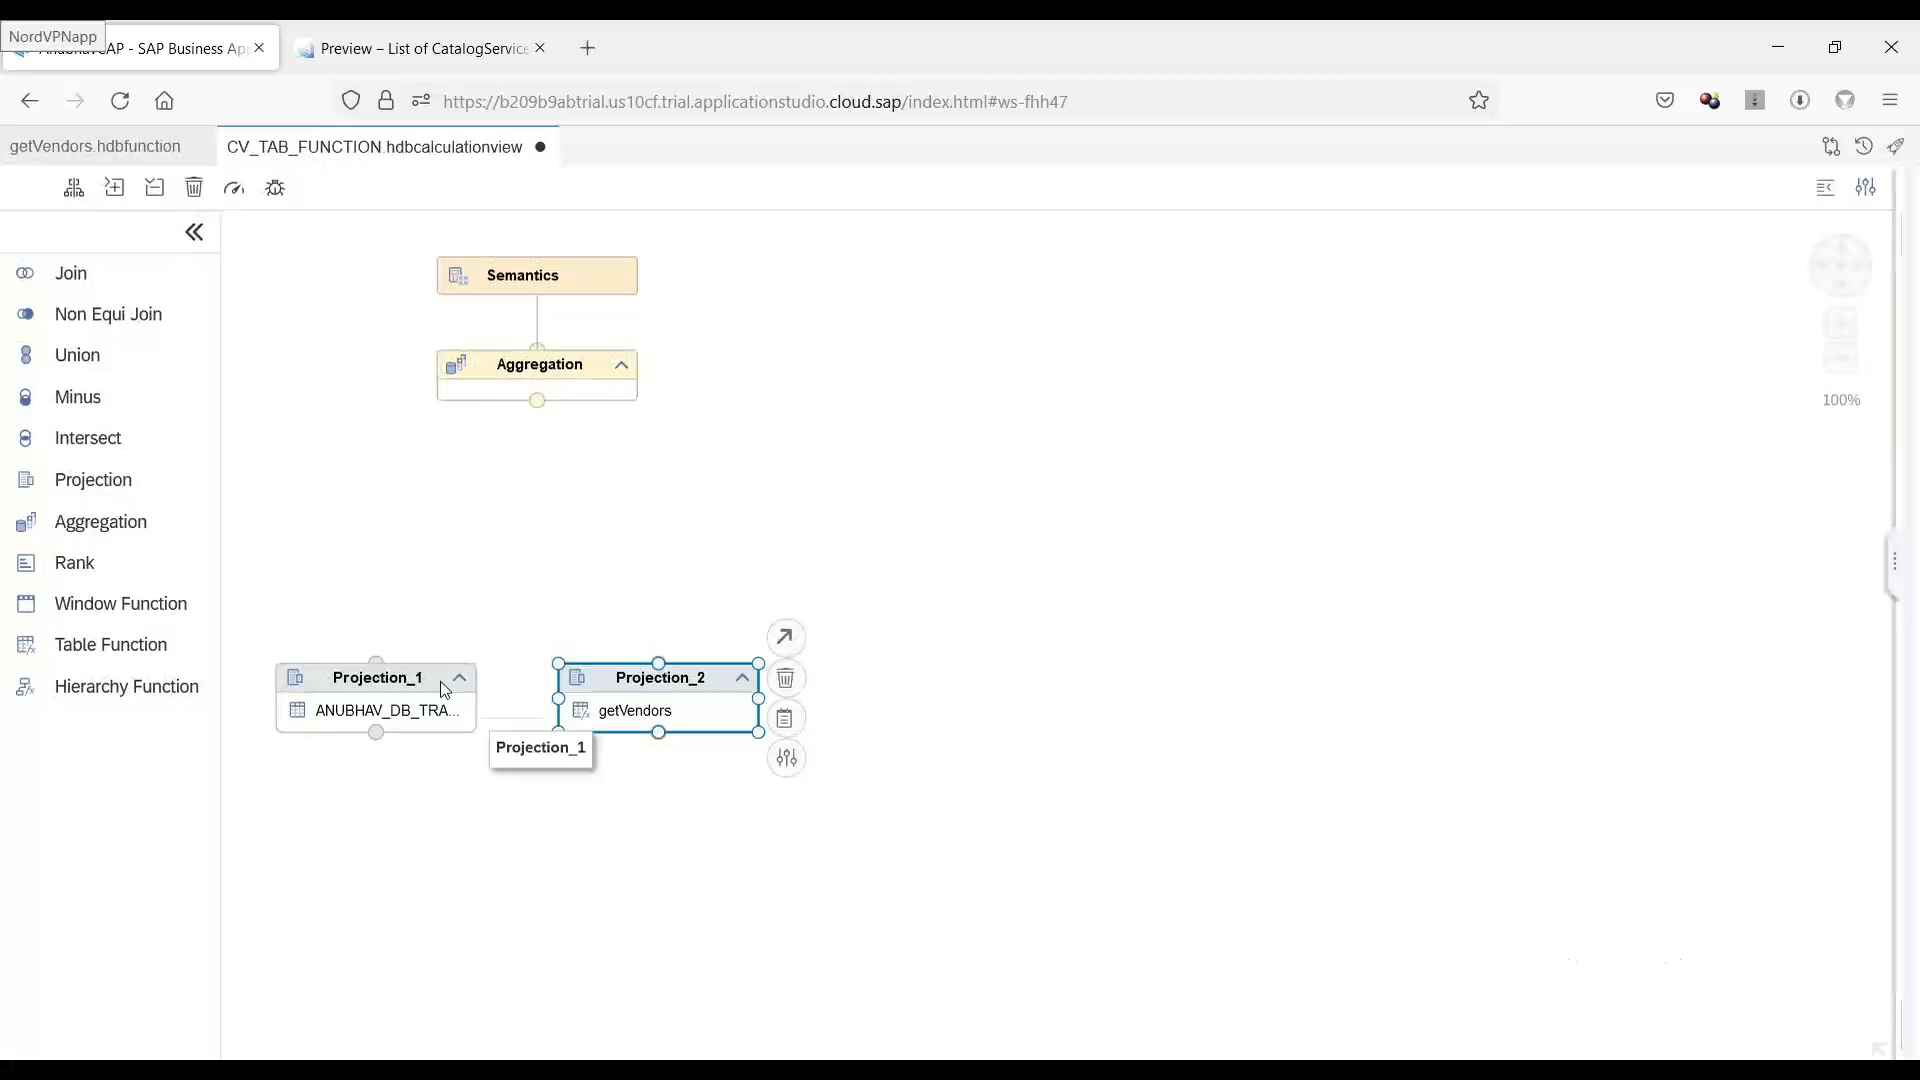 NordVPNapp
AP - SAP Business Ap
Preview – List of CatalogService
https://b209b9abtrial.us10cf.trial.applicationstudio.cloud.sap/index.html#ws-fhh47
getVendors.hdbfunction
CV_TAB_FUNCTION.hdbcalculationview
Join
Non Equi Join
Union
Minus
Intersect
Projection
Aggregation
Rank
Window Function
Table Function
Hierarchy Function
Semantics
Aggregation
100%
Projection_1
ANUBHAV_DB_TRA...
Projection_2
getVendors
Projection_1